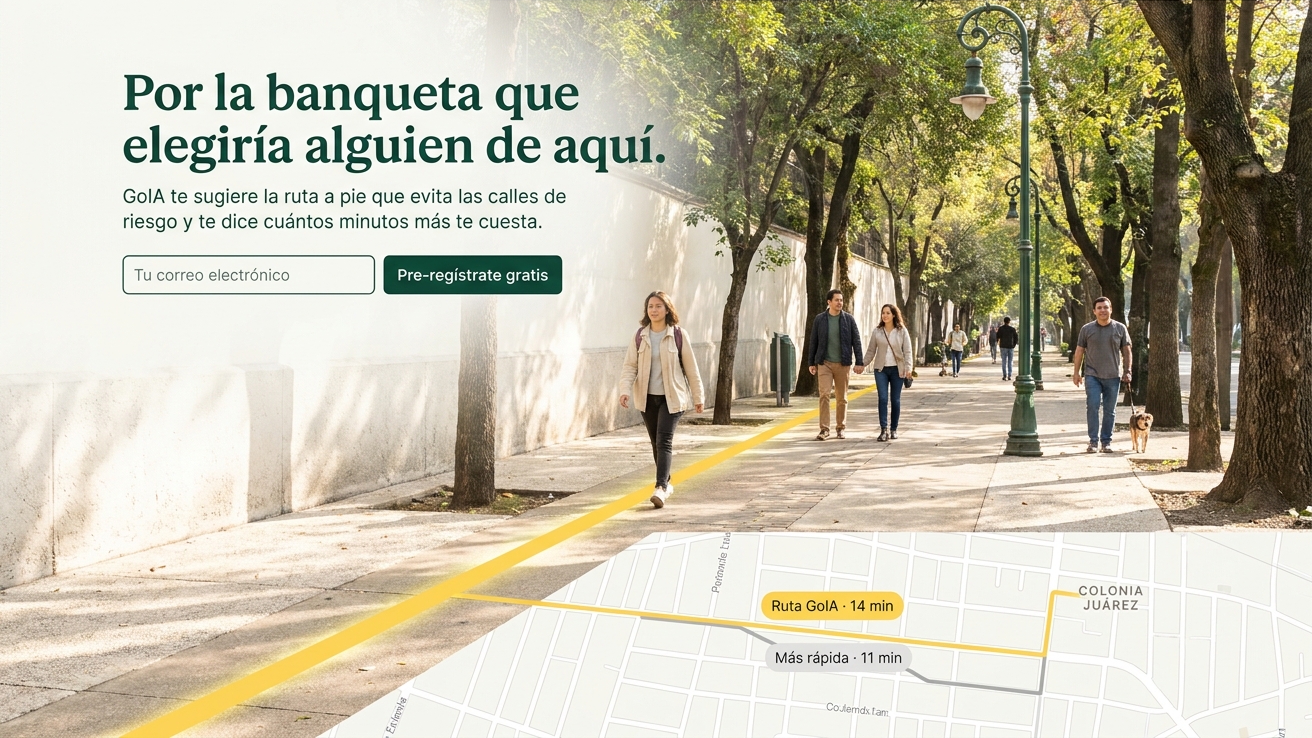 Por la banqueta que
elegiría alguien de aquí.
GoIA te sugiere la ruta a pie que evita las calles de
riesgo y te dice cuántos minutos más te cuesta.
Tu correo electrónico
Pre-regístrate gratis
COLONIA
JUÁREZ
Ruta GoIA · 14 min
Más rápida · 11 min